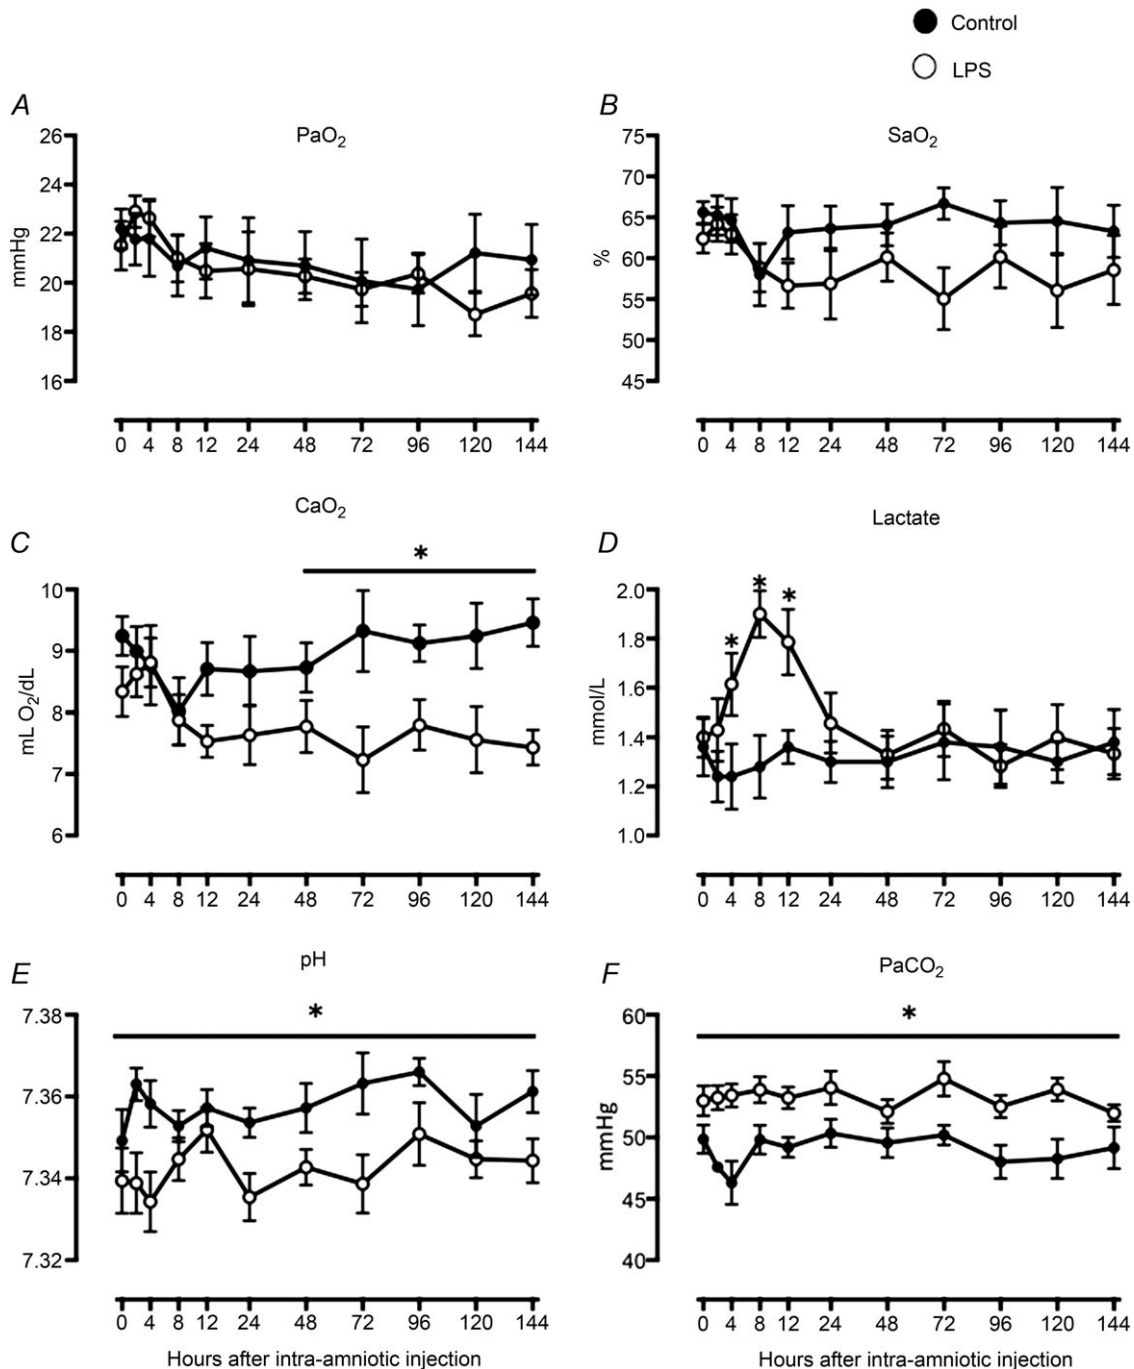 Control
LPS
A
PaO₂
26
24
22
20
18
16
mmHg
0 4 8 12 24 48 72 96 120 144
B
SaO₂
75
70
65
60
55
50
45
%
0 4 8 12 24 48 72 96 120 144
C
CaO₂
*
10
9
8
7
6
mL O₂/dL
0 4 8 12 24 48 72 96 120 144
D
Lactate
* * *
2.0
1.8
1.6
1.4
1.2
1.0
mmol/L
0 4 8 12 24 48 72 96 120 144
E
pH
*
7.38
7.36
7.34
7.32
0 4 8 12 24 48 72 96 120 144
Hours after intra-amniotic injection
F
PaCO₂
*
60
55
50
45
40
mmHg
0 4 8 12 24 48 72 96 120 144
Hours after intra-amniotic injection